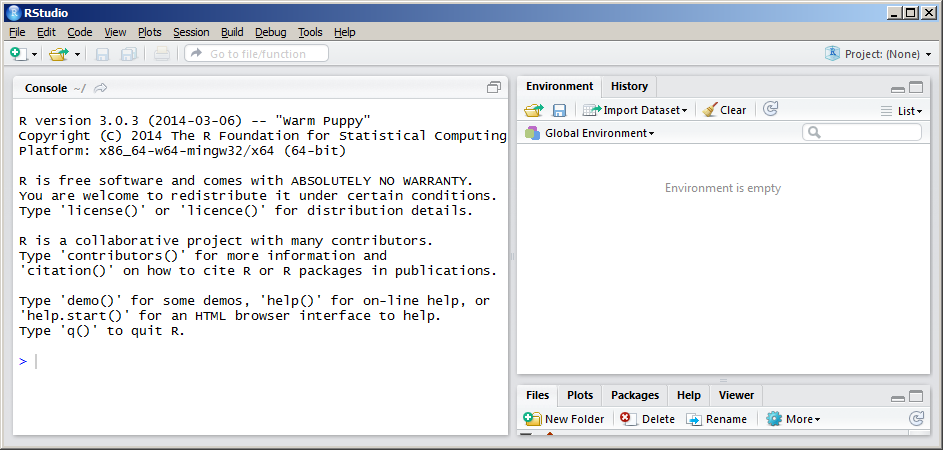 RStudio
File Edit Code View Plots Session Build Debug Tools Help
Go to file/function Project: (None)
Console ~/
R version 3.0.3 (2014-03-06) -- "Warm Puppy"
Copyright (C) 2014 The R Foundation for Statistical Computing
Platform: x86_64-w64-mingw32/x64 (64-bit)
R is free software and comes with ABSOLUTELY NO WARRANTY.
You are welcome to redistribute it under certain conditions.
Type 'license()' or 'licence()' for distribution details.
R is a collaborative project with many contributors.
Type 'contributors()' for more information and
'citation()' on how to cite R or R packages in publications.
Type 'demo()' for some demos, 'help()' for on-line help, or
'help.start()' for an HTML browser interface to help.
Type 'q()' to quit R.
>
Environment History
Import Dataset Clear List
Global Environment
Environment is empty
Files Plots Packages Help Viewer
New Folder Delete Rename More